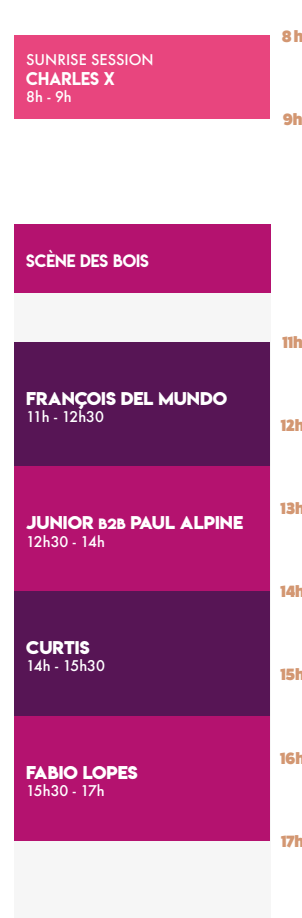 8h
SUNRISE SESSION
CHARLES X
8h - 9h
9h
SCÈNE DES BOIS
11h
FRANÇOIS DEL MUNDO
11h - 12h30
12h
13h
JUNIOR B2B PAUL ALPINE
12h30 - 14h
14h
CURTIS
14h - 15h30
15h
16h
FABIO LOPES
15h30 - 17h
17h